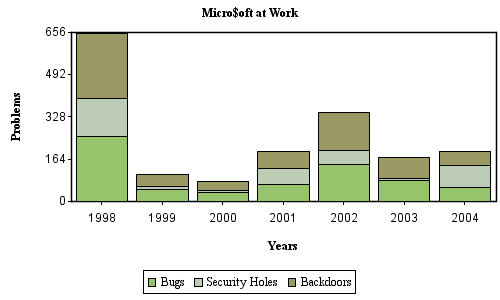 Micro$oft at Work
Problems
656
492
328
164
0
1998 1999 2000 2001 2002 2003 2004
Years
Bugs Security Holes Backdoors